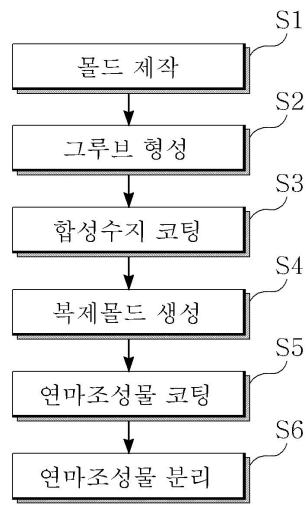 S1
몰드 제작
S2
그루브 형성
S3
합성수지 코팅
S4
복제몰드 생성
S5
연마조성물 코팅
S6
연마조성물 분리